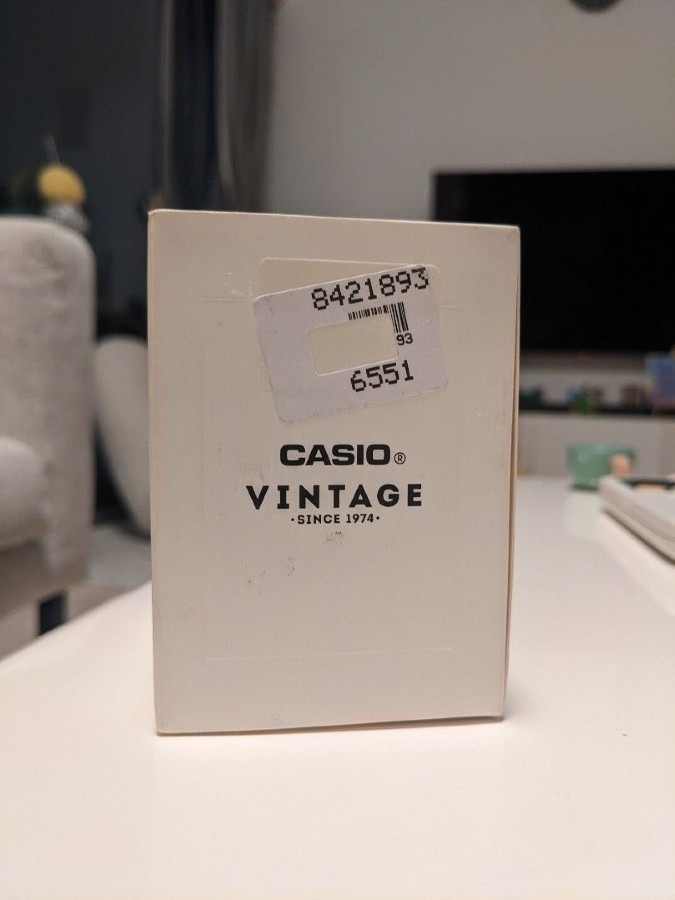 8421893
93
6551
CASIO®
VINTAGE
·SINCE 1974·